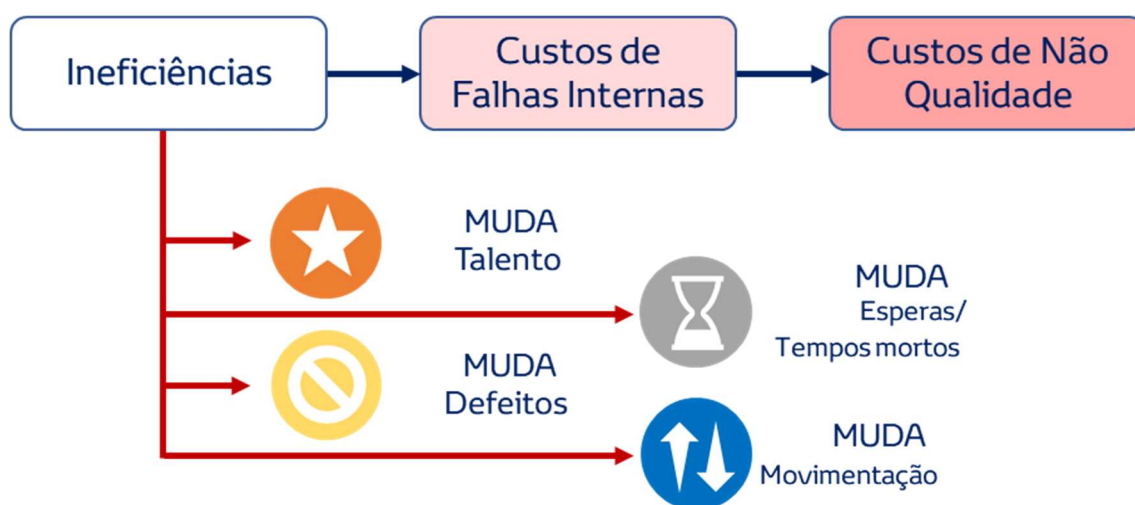 Ineficiências
Custos de
Falhas Internas
Custos de Não
Qualidade
MUDA
Talento
MUDA
Esperas/
Tempos mortos
MUDA
Defeitos
MUDA
Movimentação